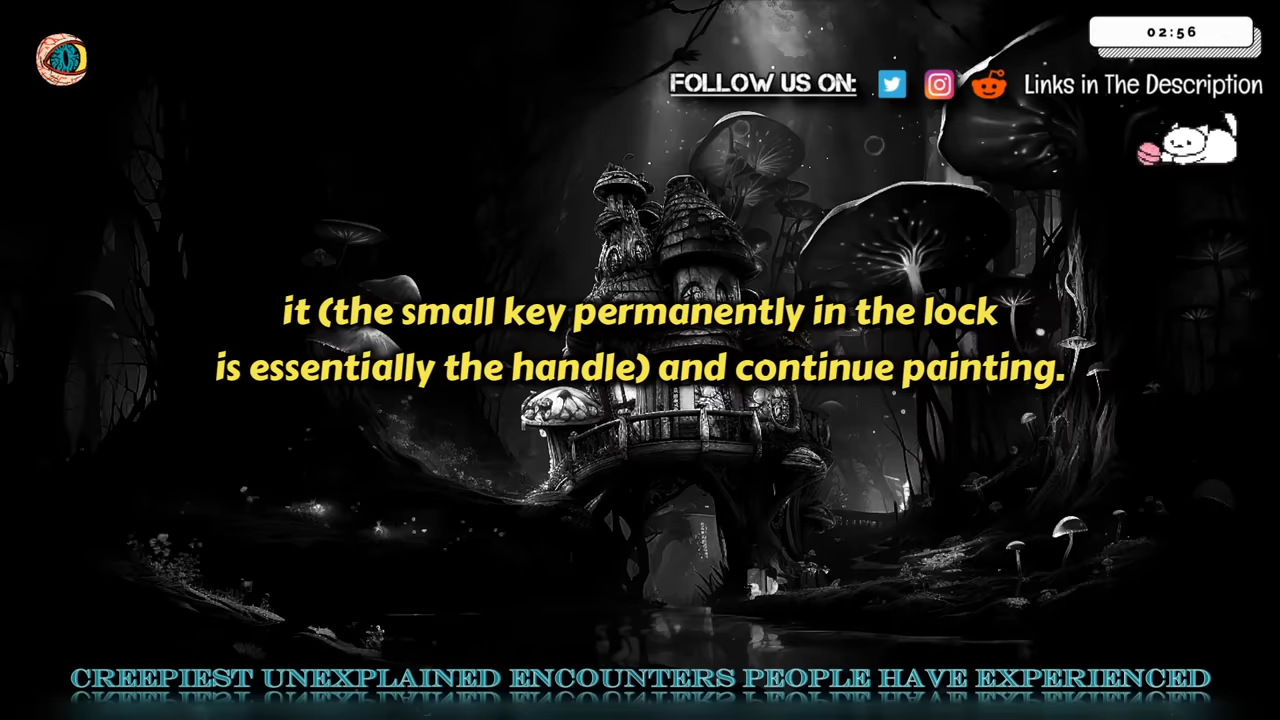 02:56
FOLLOW US ON:
Links in The Description
it (the small key permanently in the lock
is essentially the handle) and continue painting.
CREEPIEST UNEXPLAINED ENCOUNTERS PEOPLE HAVE EXPERIENCED